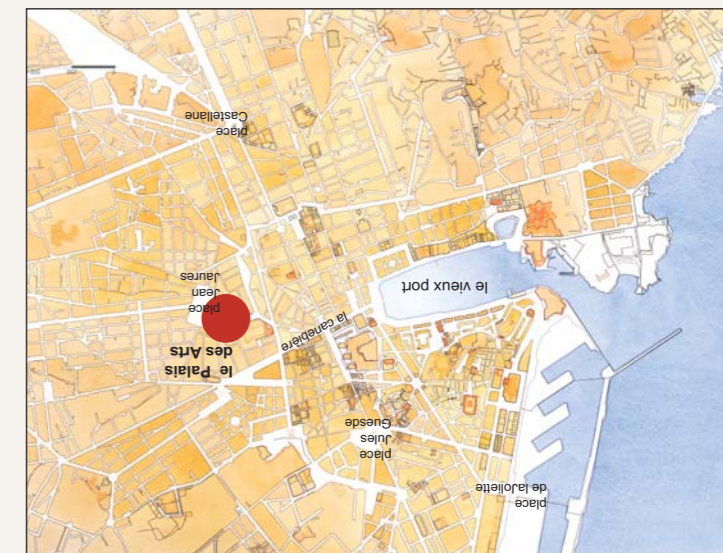 place
de laJoliette
place
Jules
Guesde
le Palais
des Arts
la canebière
place
Jean
Jaures
le vieux port
place
Castellane